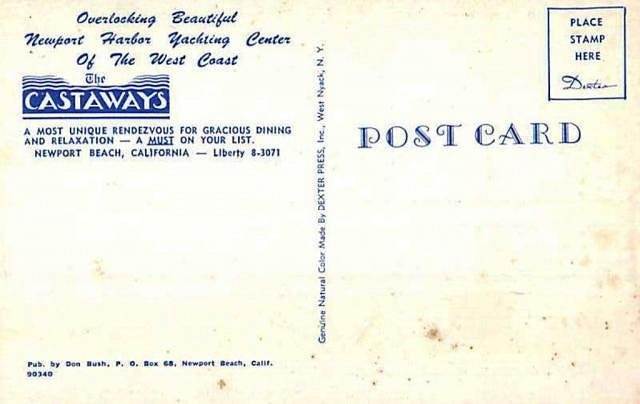 Overlooking Beautiful
Newport Harbor Yachting Center
Of The West Coast
The
CASTAWAYS
A MOST UNIQUE RENDEZVOUS FOR GRACIOUS DINING
AND RELAXATION — A MUST ON YOUR LIST.
NEWPORT BEACH, CALIFORNIA — LIberty 8-3071
Pub. by Don Bush, P. O. Box 68, Newport Beach, Calif.
90340
Genuine Natural Color Made By DEXTER PRESS, Inc., West Nyack, N. Y.
POST CARD
PLACE
STAMP
HERE
Dexter